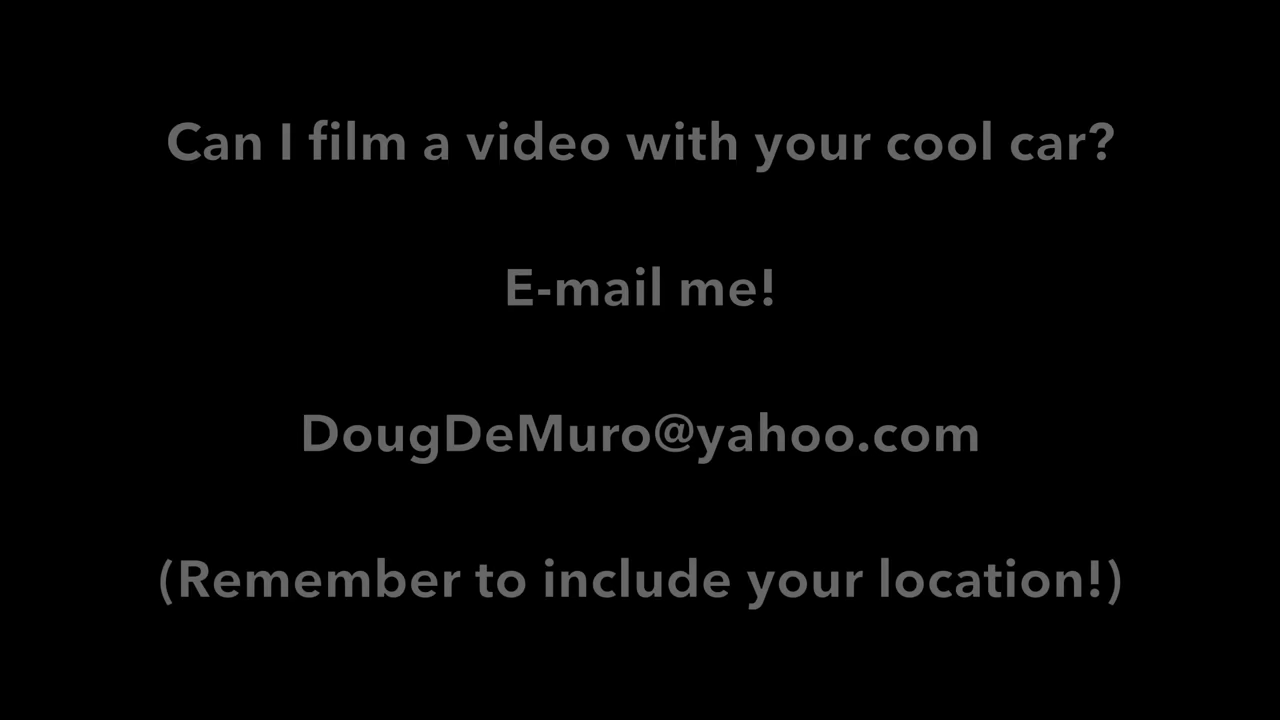 Can I film a video with your cool car?
E-mail me!
DougDeMuro@yahoo.com
(Remember to include your location!)